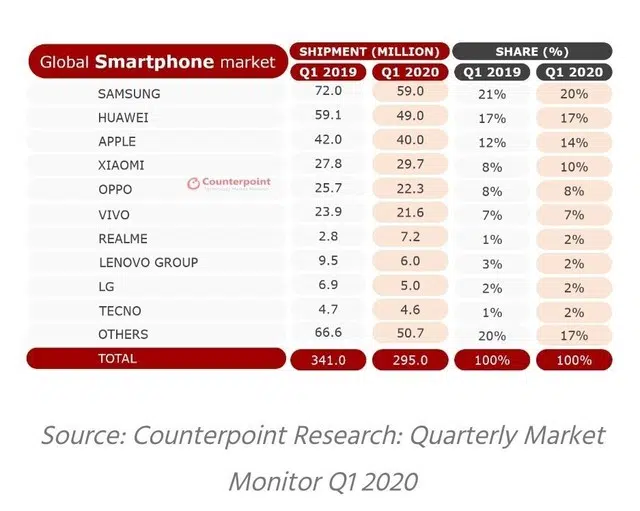 Global Smartphone market SHIPMENT (MILLION) SHARE (%)
Q1 2019 Q1 2020 Q1 2019 Q1 2020
SAMSUNG 72.0 59.0 21% 20%
HUAWEI 59.1 49.0 17% 17%
APPLE 42.0 40.0 12% 14%
XIAOMI 27.8 29.7 8% 10%
OPPO 25.7 22.3 8% 8%
Counterpoint
VIVO 23.9 21.6 7% 7%
REALME 2.8 7.2 1% 2%
LENOVO GROUP 9.5 6.0 3% 2%
LG 6.9 5.0 2% 2%
TECNO 4.7 4.6 1% 2%
OTHERS 66.6 50.7 20% 17%
TOTAL 341.0 295.0 100% 100%
Source: Counterpoint Research: Quarterly Market
Monitor Q1 2020